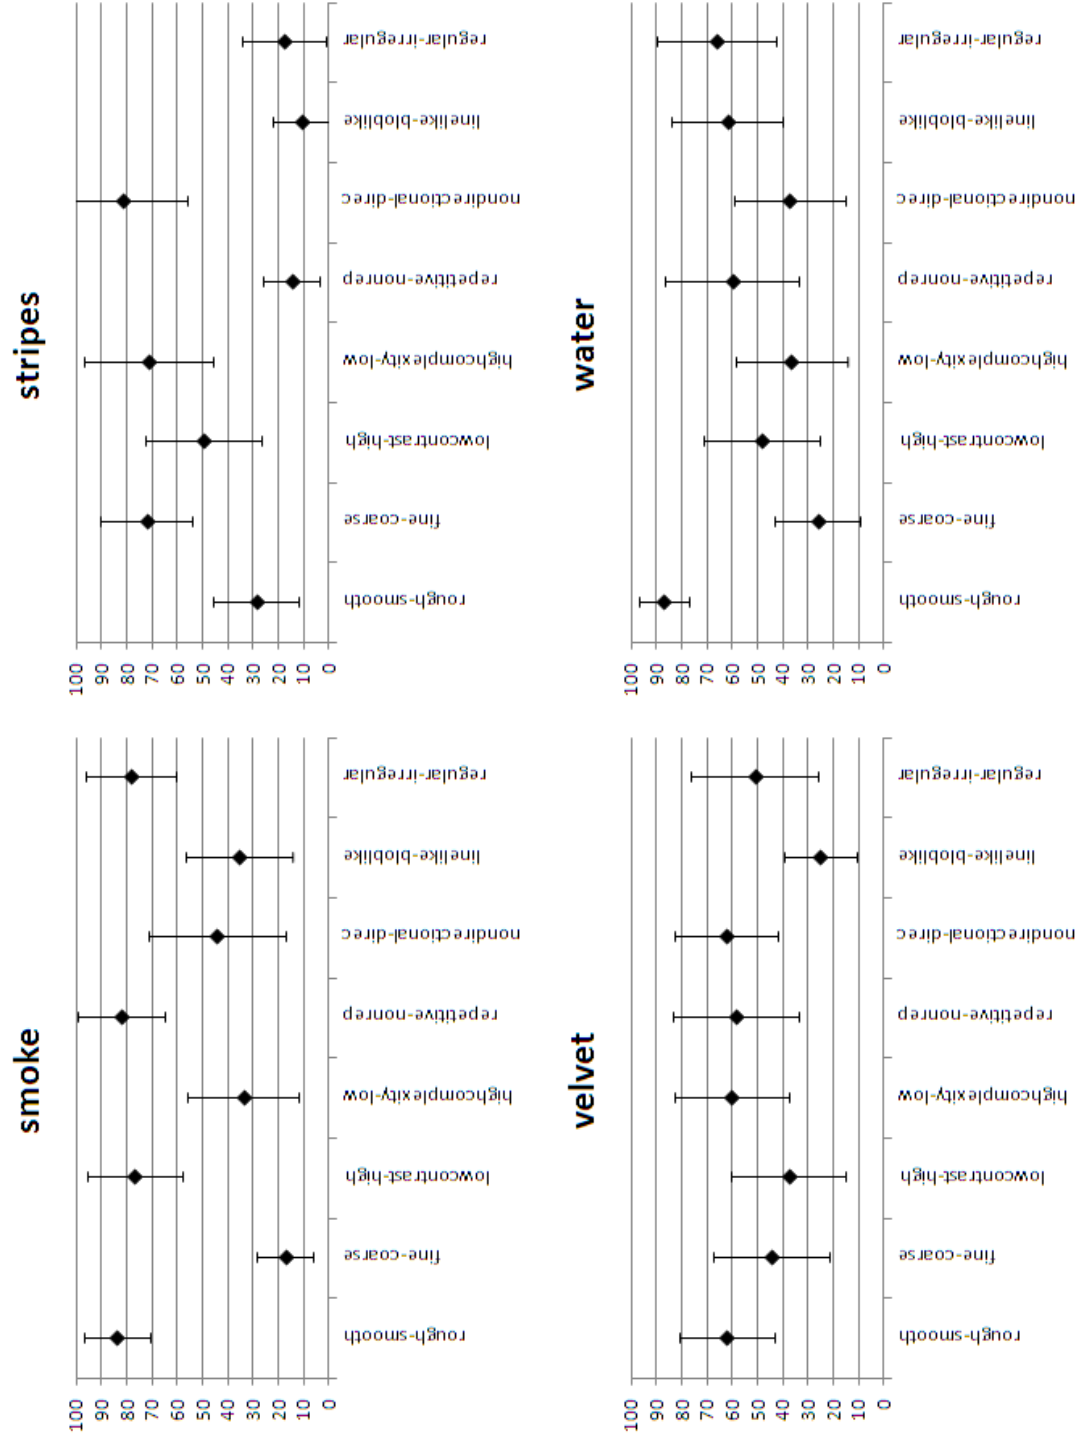 smoke
100
90
80
70
60
50
40
30
20
10
0
rough-smooth
fine-coarse
lowcontrast-high
highcomplexity-low
repetitive-nonrep
nondirectional-direc
linelike-bloblike
regular-irregular
stripes
100
90
80
70
60
50
40
30
20
10
0
rough-smooth
fine-coarse
lowcontrast-high
highcomplexity-low
repetitive-nonrep
nondirectional-direc
linelike-bloblike
regular-irregular
velvet
100
90
80
70
60
50
40
30
20
10
0
rough-smooth
fine-coarse
lowcontrast-high
highcomplexity-low
repetitive-nonrep
nondirectional-direc
linelike-bloblike
regular-irregular
water
100
90
80
70
60
50
40
30
20
10
0
rough-smooth
fine-coarse
lowcontrast-high
highcomplexity-low
repetitive-nonrep
nondirectional-direc
linelike-bloblike
regular-irregular